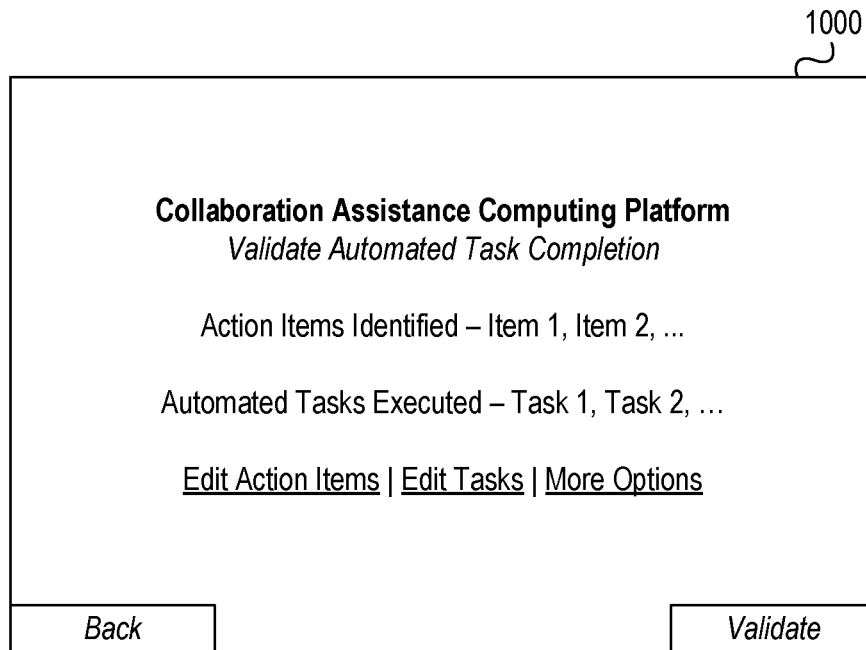 1000
Collaboration Assistance Computing Platform
Validate Automated Task Completion
Action Items Identified – Item 1, Item 2, ...
Automated Tasks Executed – Task 1, Task 2, …
Edit Action Items | Edit Tasks | More Options
Back
Validate